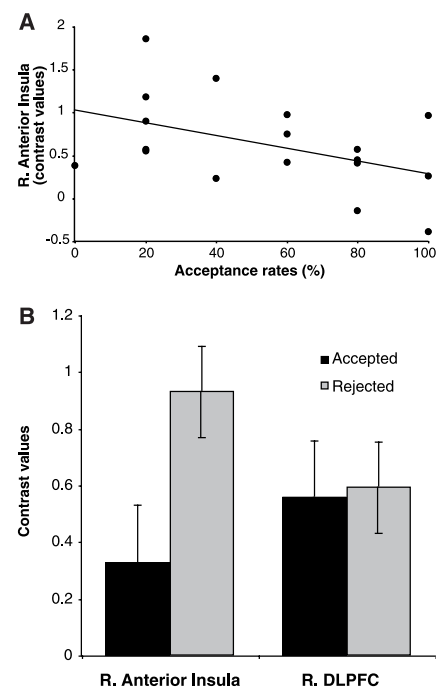 A
R. Anterior Insula
(contrast values)
2
1.5
1
0.5
0
-0.5
0
20
40
60
80
100
Acceptance rates (%)
B
Contrast values
1.2
1
0.8
0.6
0.4
0.2
0
Accepted
Rejected
R. Anterior Insula
R. DLPFC